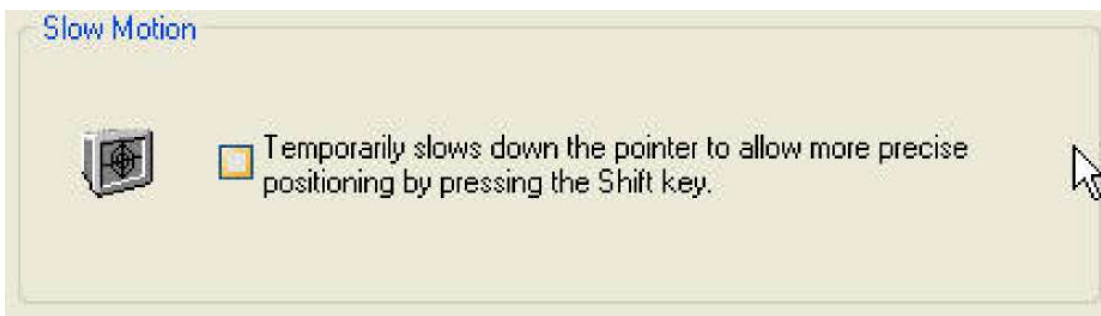 Slow Motion
Temporarily slows down the pointer to allow more precise
positioning by pressing the Shift key.